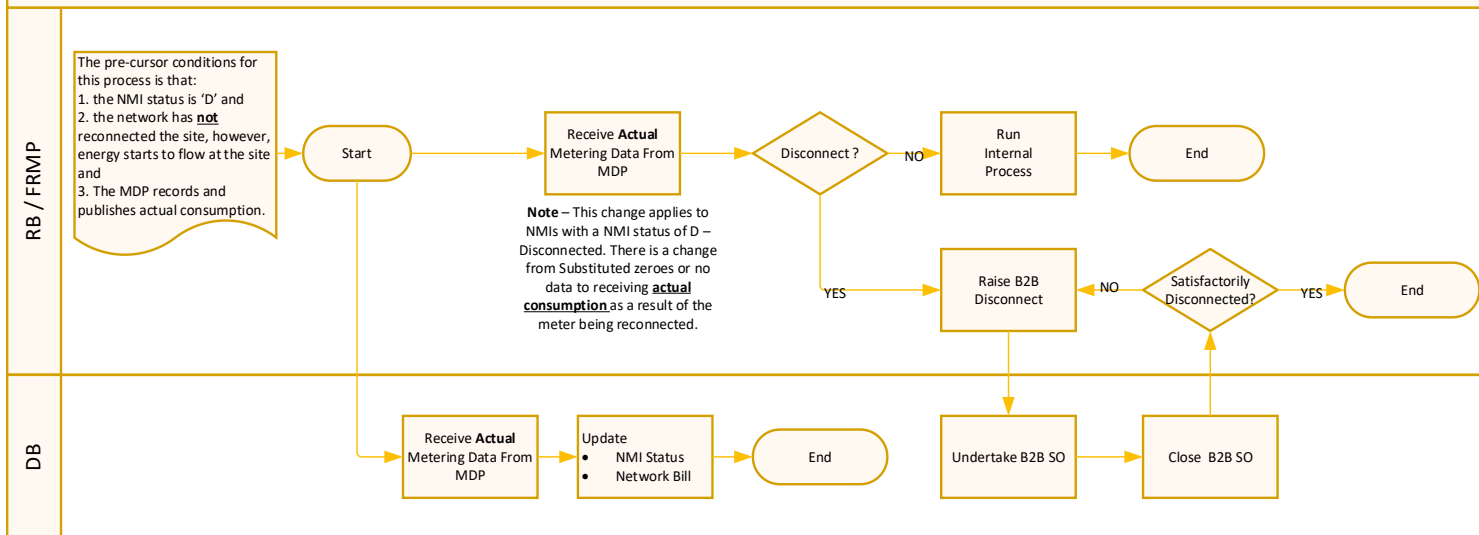 RB / FRMP
The pre-cursor conditions for
this process is that:
1. the NMI status is ‘D’ and
2. the network has not
reconnected the site, however,
energy starts to flow at the site
and
3. The MDP records and
publishes actual consumption.
Start
Receive Actual
Metering Data From
MDP
Note – This change applies to
NMIs with a NMI status of D –
Disconnected. There is a change
from Substituted zeroes or no
data to receiving actual
consumption as a result of the
meter being reconnected.
Disconnect ?
NO
Run
Internal
Process
End
YES
Raise B2B
Disconnect
NO
Satisfactorily
Disconnected?
YES
End
DB
Receive Actual
Metering Data From
MDP
Update
• NMI Status
• Network Bill
End
Undertake B2B SO
Close B2B SO